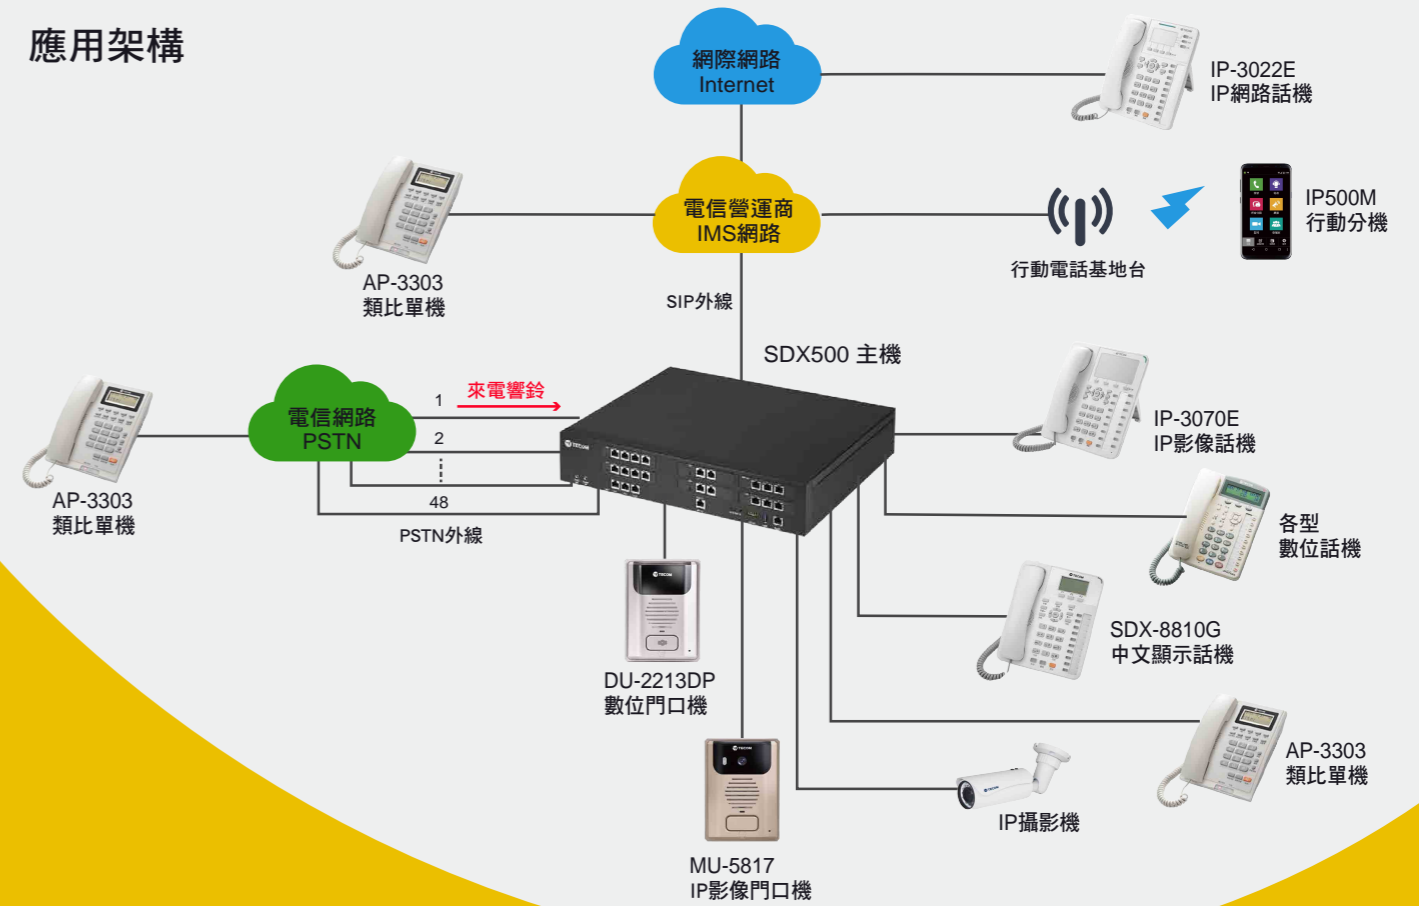 應用架構
網際網路
Internet
IP-3022E
IP網路話機
電信營運商
IMS網路
IP500M
行動分機
行動電話基地台
AP-3303
類比單機
SIP外線
SDX500 主機
電信網路
PSTN
1
來電響鈴
2
48
PSTN外線
AP-3303
類比單機
TECOM
IP-3070E
IP影像話機
各型
數位話機
TECOM
DU-2213DP
數位門口機
SDX-8810G
中文顯示話機
TECOM
MU-5817
IP影像門口機
TECOM
IP攝影機
AP-3303
類比單機